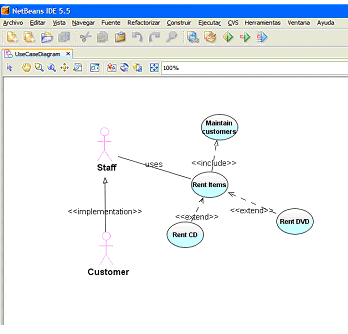 NetBeans IDE 5.5
Archivo Editar Vista Navegar Fuente Refactorizar Construir Ejecutar CVS Herramientas Ventana Ayuda
UseCaseDiagram
100%
Maintain
customers
<<include>>
Staff
uses
Rent Items
<<implementation>>
<<extend>>
<<extend>>
Rent CD
Rent DVD
Customer